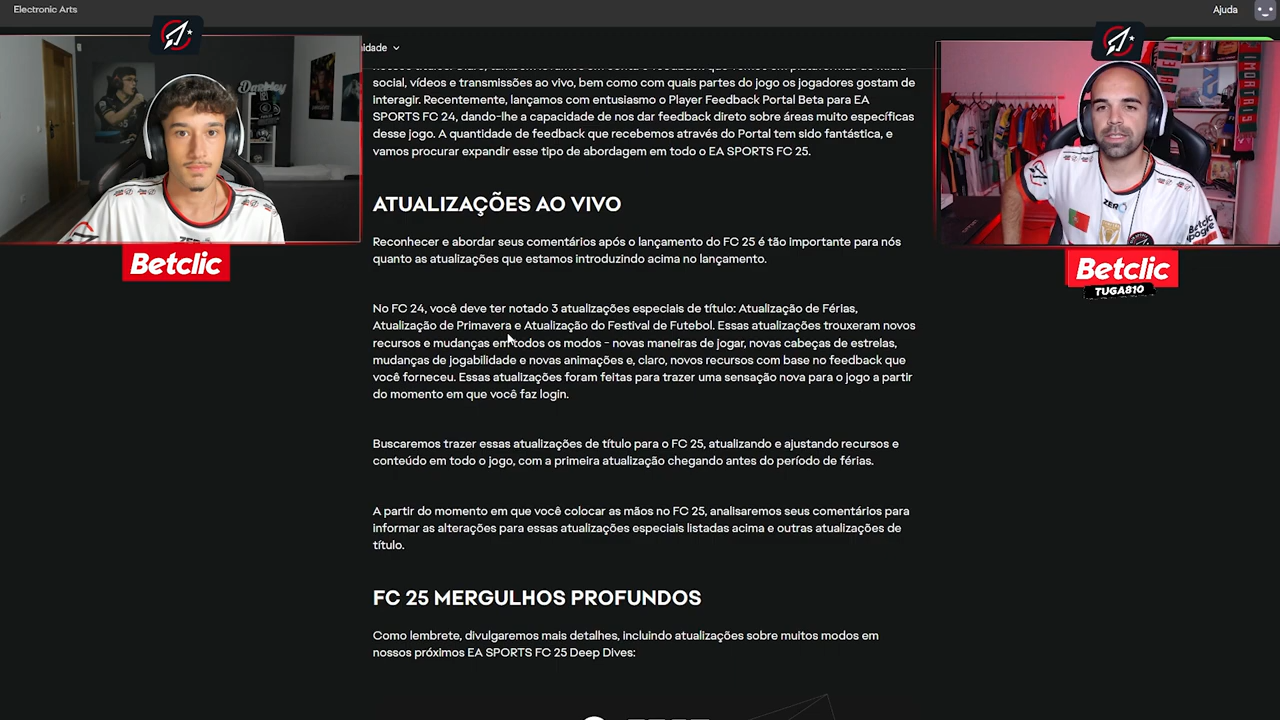 Electronic Arts
Ajuda
idade
social, vídeos e transmissões ao vivo, bem como com quais partes do jogo os jogadores gostam de
interagir. Recentemente, lançamos com entusiasmo o Player Feedback Portal Beta para EA
SPORTS FC 24, dando-lhe a capacidade de nos dar feedback direto sobre áreas muito específicas
desse jogo. A quantidade de feedback que recebemos através do Portal tem sido fantástica, e
vamos procurar expandir esse tipo de abordagem em todo o EA SPORTS FC 25.
ATUALIZAÇÕES AO VIVO
Reconhecer e abordar seus comentários após o lançamento do FC 25 é tão importante para nós
quanto as atualizações que estamos introduzindo acima no lançamento.
No FC 24, você deve ter notado 3 atualizações especiais de título: Atualização de Férias,
Atualização de Primavera e Atualização do Festival de Futebol. Essas atualizações trouxeram novos
recursos e mudanças em todos os modos - novas maneiras de jogar, novas cabeças de estrelas,
mudanças de jogabilidade e novas animações e, claro, novos recursos com base no feedback que
você forneceu. Essas atualizações foram feitas para trazer uma sensação nova para o jogo a partir
do momento em que você faz login.
Buscaremos trazer essas atualizações de título para o FC 25, atualizando e ajustando recursos e
conteúdo em todo o jogo, com a primeira atualização chegando antes do período de férias.
A partir do momento em que você colocar as mãos no FC 25, analisaremos seus comentários para
informar as alterações para essas atualizações especiais listadas acima e outras atualizações de
título.
FC 25 MERGULHOS PROFUNDOS
Como lembrete, divulgaremos mais detalhes, incluindo atualizações sobre muitos modos em
nossos próximos EA SPORTS FC 25 Deep Dives:
Betclic
Betclic
TUGA810
ZERO
Betclic